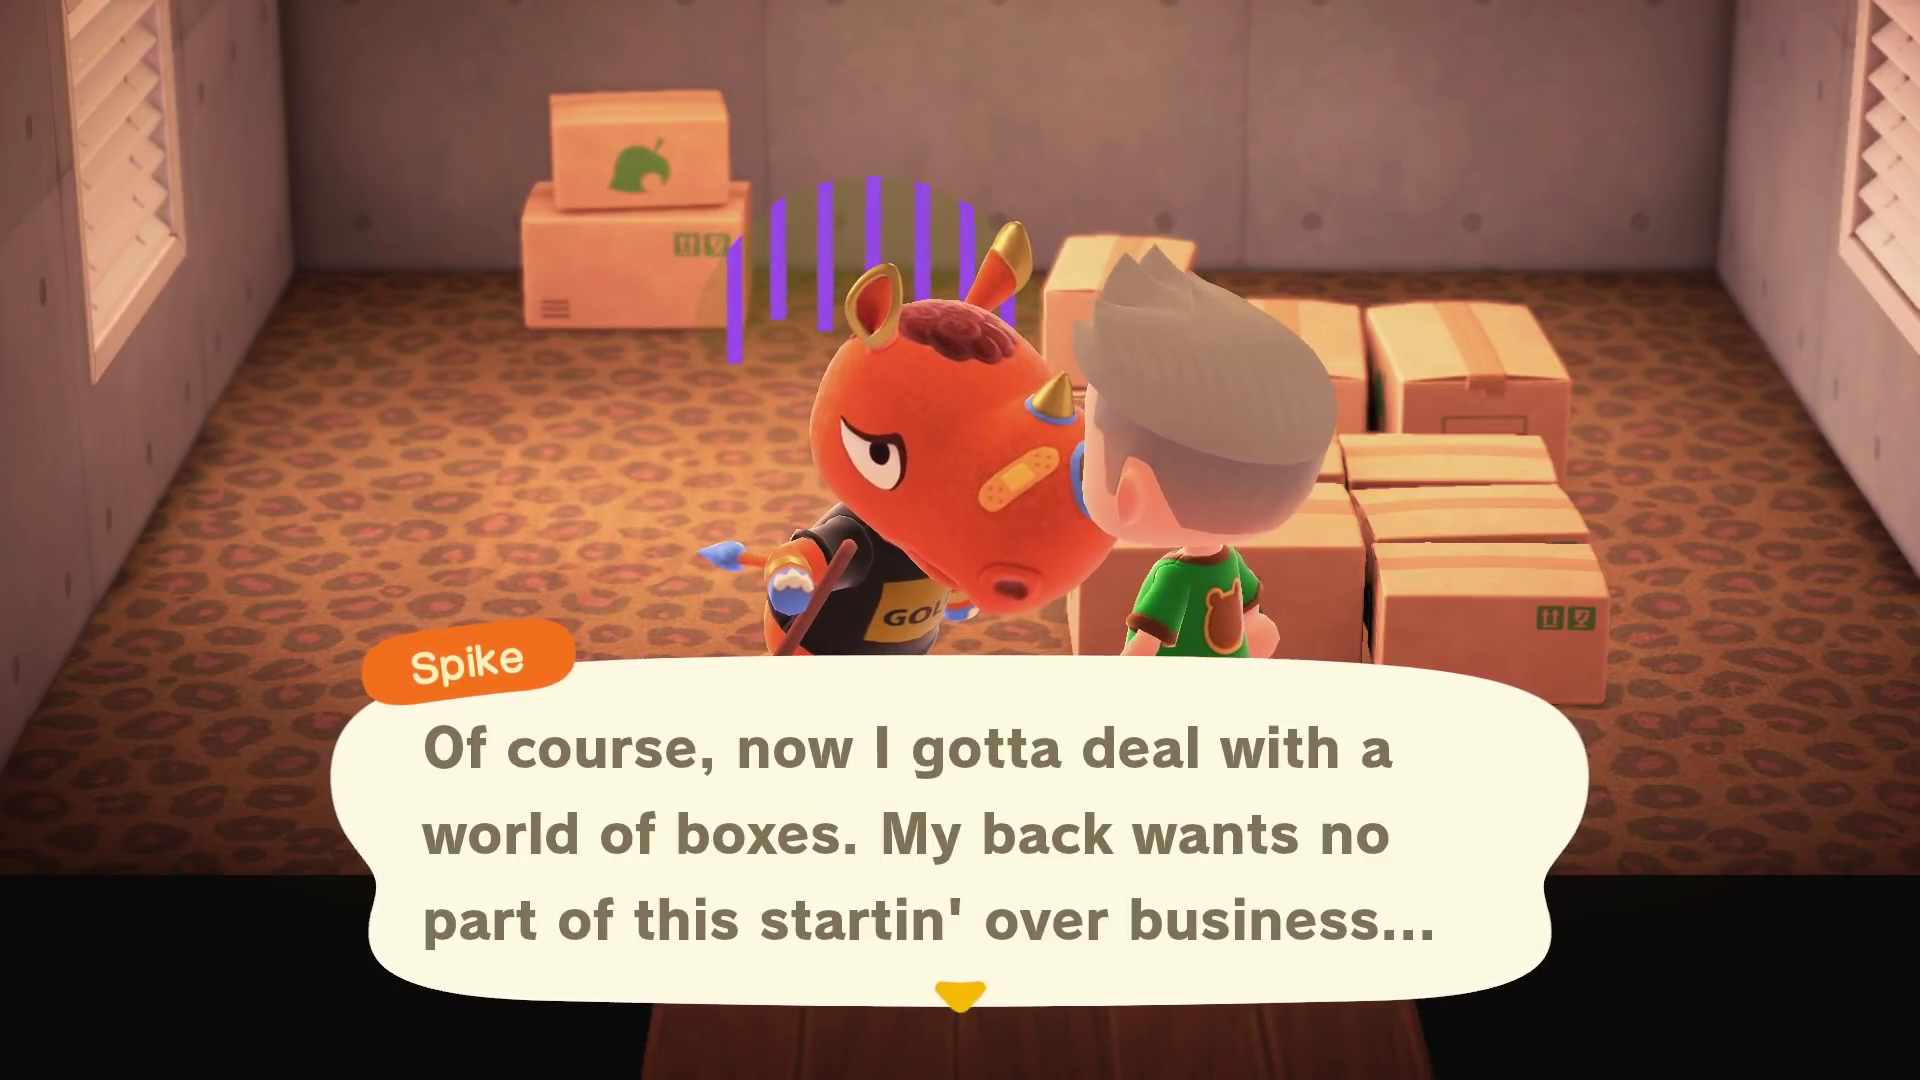 GOL
Spike
Of course, now I gotta deal with a
world of boxes. My back wants no
part of this startin' over business...